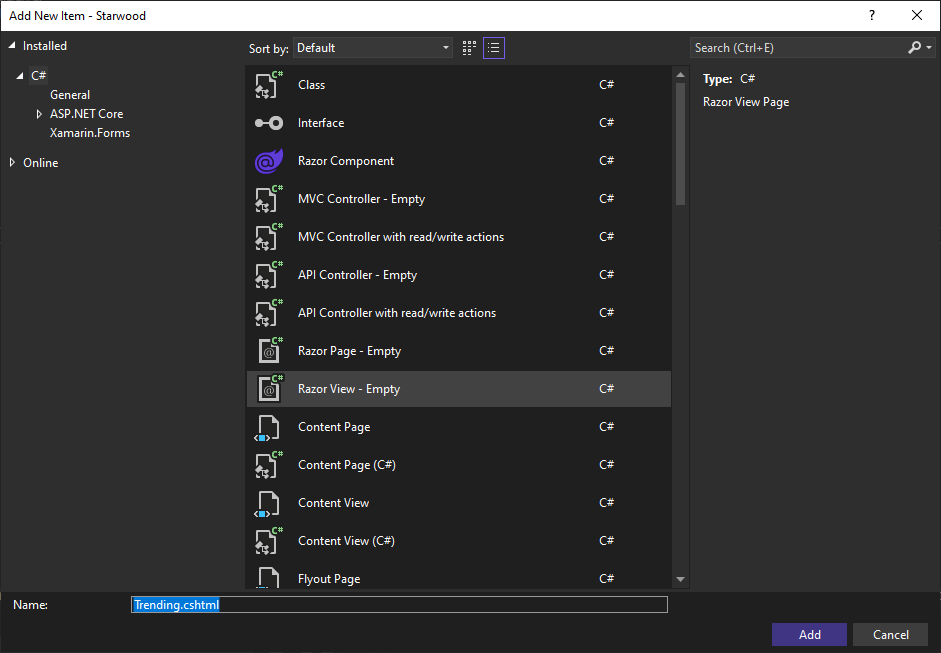 Add New Item - Starwood
?
Installed
C#
General
ASP.NET Core
Xamarin.Forms
Online
Sort by: Default
Class C#
Interface C#
Razor Component C#
MVC Controller - Empty C#
MVC Controller with read/write actions C#
API Controller - Empty C#
API Controller with read/write actions C#
Razor Page - Empty C#
Razor View - Empty C#
Content Page C#
Content Page (C#) C#
Content View C#
Content View (C#) C#
Flyout Page C#
Search (Ctrl+E)
Type: C#
Razor View Page
Name: Trending.cshtml
Add Cancel